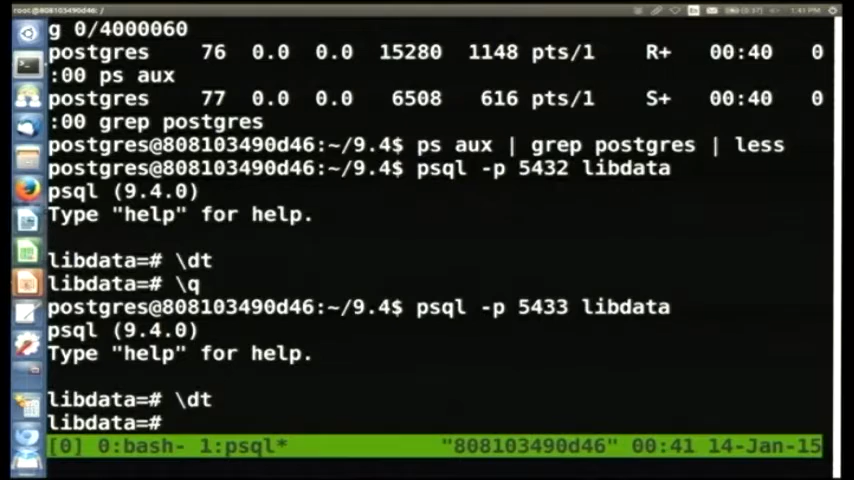 root@808103490d46: /
1:41 PM
g 0/4000060
postgres 76 0.0 0.0 15280 1148 pts/1 R+ 00:40 0
:00 ps aux
postgres 77 0.0 0.0 6508 616 pts/1 S+ 00:40 0
:00 grep postgres
postgres@808103490d46:~/9.4$ ps aux | grep postgres | less
postgres@808103490d46:~/9.4$ psql -p 5432 libdata
psql (9.4.0)
Type "help" for help.
libdata=# \dt
libdata=# \q
postgres@808103490d46:~/9.4$ psql -p 5433 libdata
psql (9.4.0)
Type "help" for help.
libdata=# \dt
libdata=#
[0] 0:bash- 1:psql* "808103490d46" 00:41 14-Jan-15